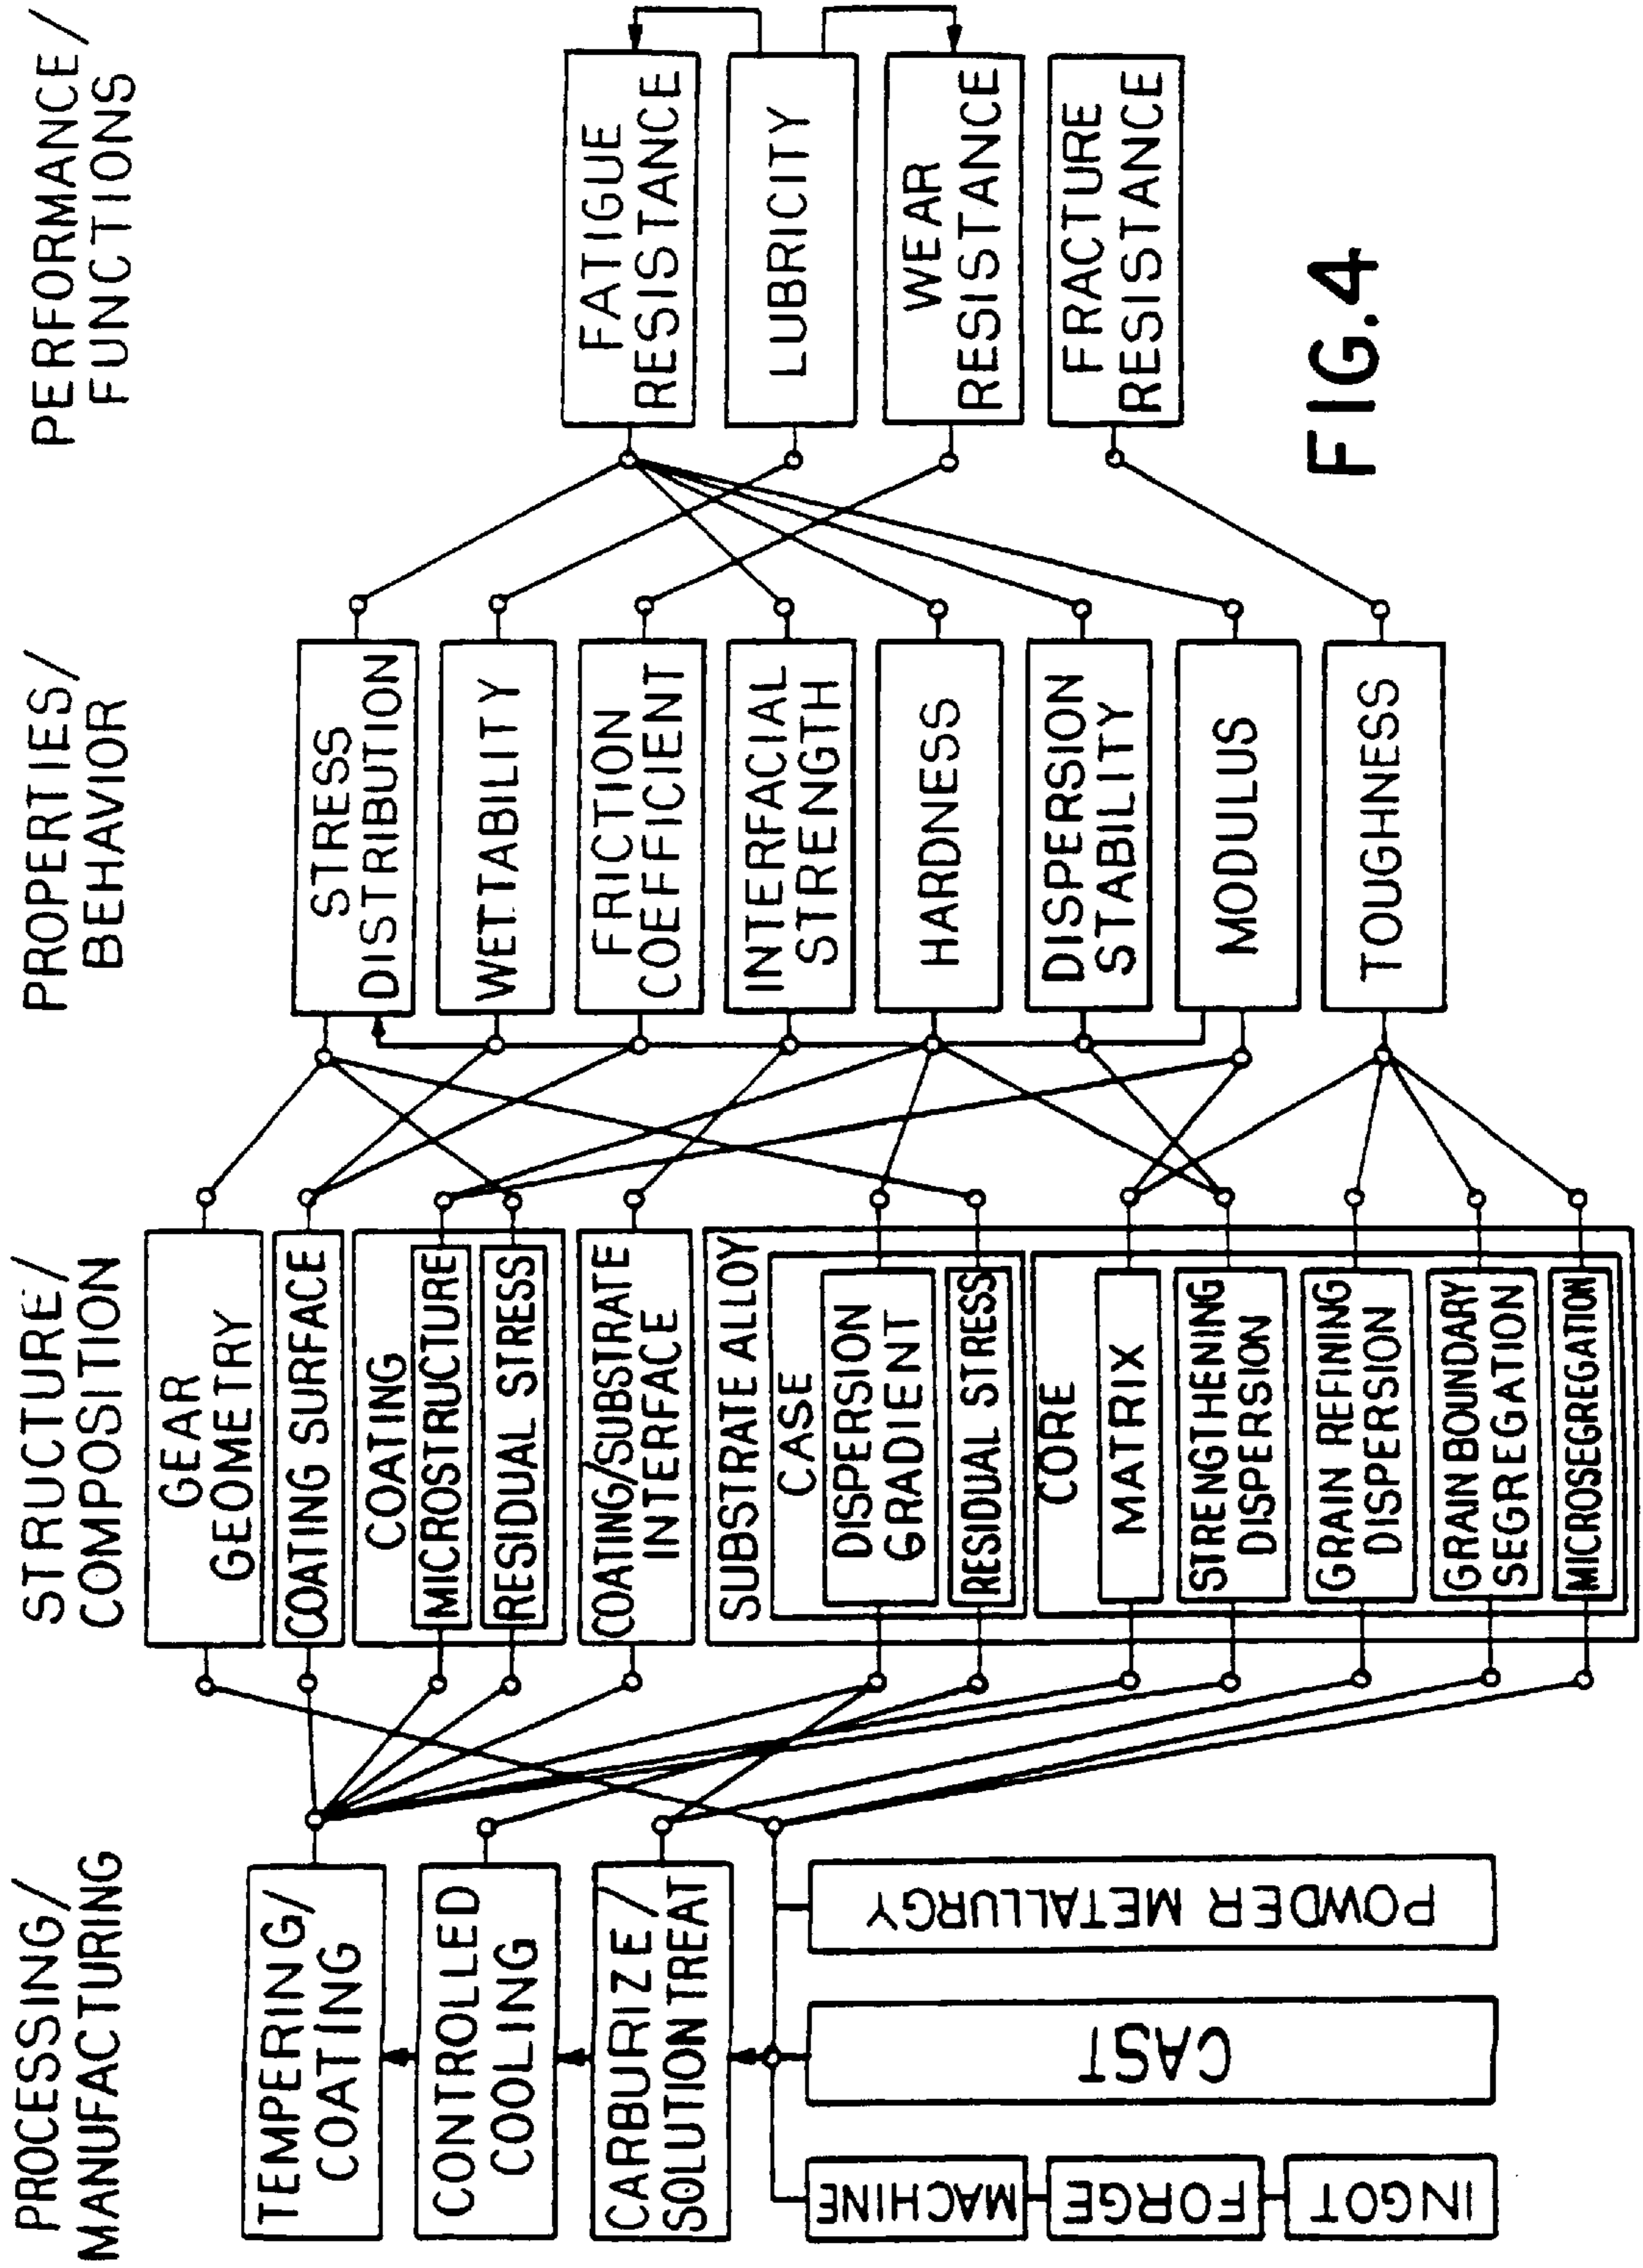 PROCESSING/
MANUFACTURING
TEMPERING/
COATING
CONTROLLED
COOLING
CARBURIZE/
SOLUTION TREAT
MACHINE
FORGE
INGOT
CAST
POWDER METALLURGY
STRUCTURE/
COMPOSITION
GEAR
GEOMETRY
COATING SURFACE
COATING
MICROSTRUCTURE
RESIDUAL STRESS
COATING/SUBSTRATE
INTERFACE
SUBSTRATE ALLOY
CASE
DISPERSION
GRADIENT
RESIDUAL STRESS
CORE
MATRIX
STRENGTHENING
DISPERSION
GRAIN REFINING
DISPERSION
GRAIN BOUNDARY
SEGREGATION
MICROSEGREGATION
PROPERTIES/
BEHAVIOR
STRESS
DISTRIBUTION
WETTABILITY
FRICTION
COEFFICIENT
INTERFACIAL
STRENGTH
HARDNESS
DISPERSION
STABILITY
MODULUS
TOUGHNESS
PERFORMANCE/
FUNCTIONS
FATIGUE
RESISTANCE
LUBRICITY
WEAR
RESISTANCE
FRACTURE
RESISTANCE
FIG.4